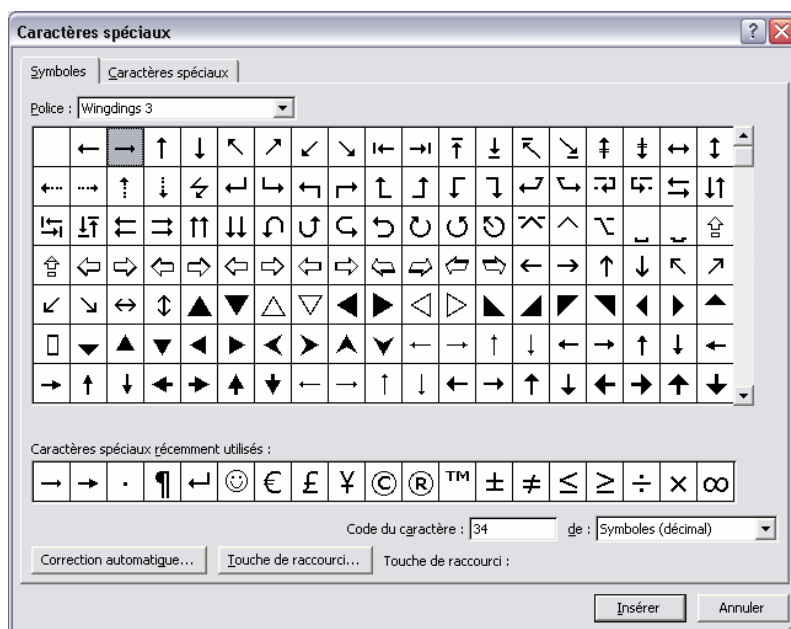 Caractères spéciaux
Symboles Caractères spéciaux
Police : Wingdings 3
Caractères spéciaux récemment utilisés :
→ → · ¶ ↵ ☺ € £ ¥ © ® ™ ± ≠ ≤ ≥ ÷ × ∞
Code du caractère : 34 de : Symboles (décimal)
Correction automatique... Touche de raccourci... Touche de raccourci :
Insérer Annuler